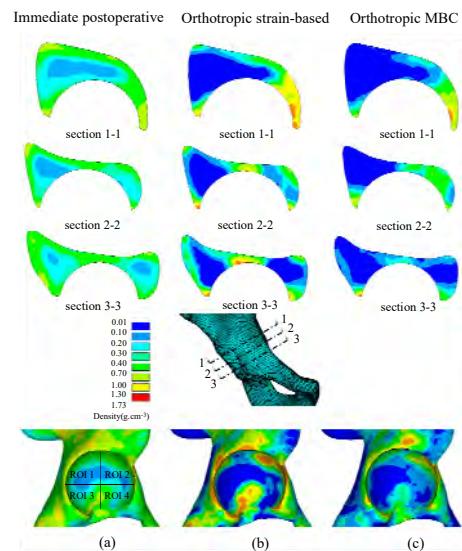 Immediate postoperative Orthotropic strain-based Orthotropic MBC
section 1-1 section 1-1 section 1-1
section 2-2 section 2-2 section 2-2
section 3-3 section 3-3 section 3-3
0.01
0.10
0.20
0.30
0.40
0.70
1.00
1.30
1.73
Density(g.cm-3)
1
2
3
1
2
3
ROI 1 ROI 2
ROI 3 ROI 4
(a) (b) (c)